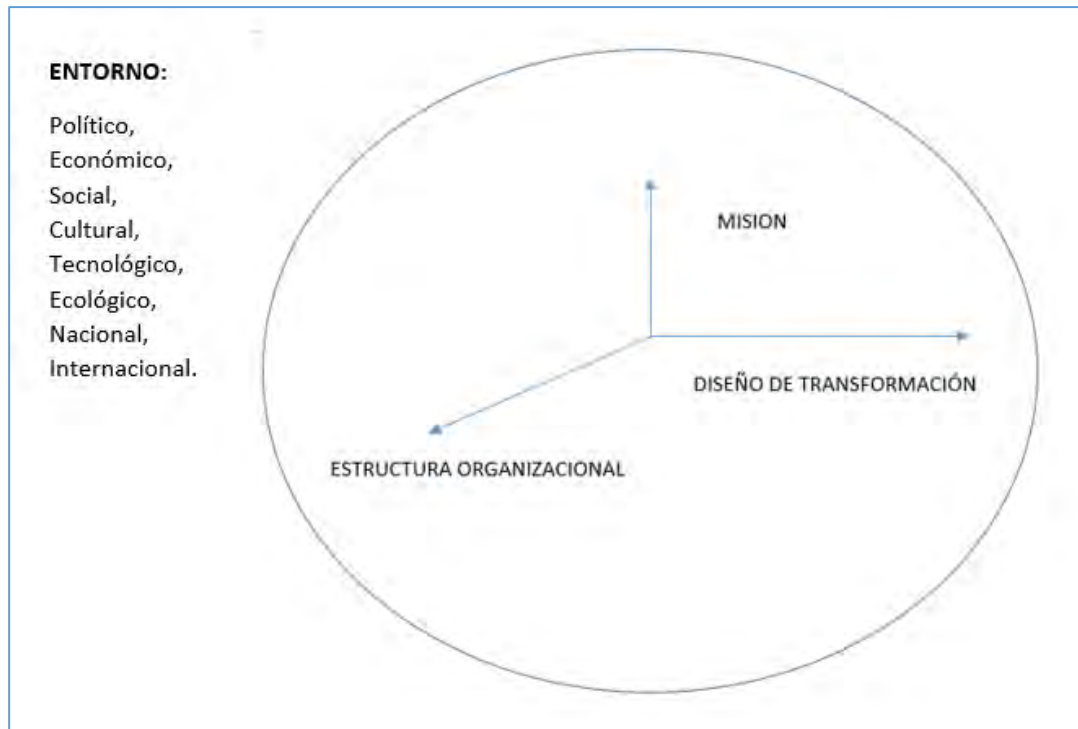 ENTORNO:
Político,
Económico,
Social,
Cultural,
Tecnológico,
Ecológico,
Nacional,
Internacional.
MISION
DISEÑO DE TRANSFORMACIÓN
ESTRUCTURA ORGANIZACIONAL